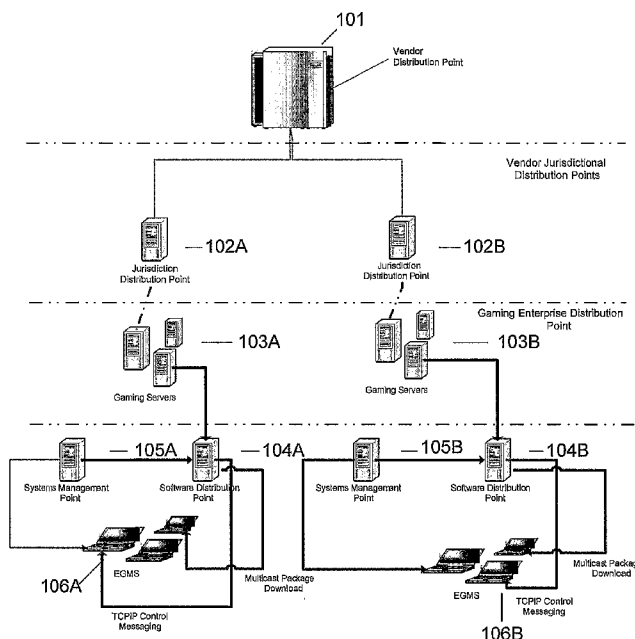 101
Vendor
Distribution Point
Vendor Jurisdictional
Distribution Points
102A
102B
Jurisdiction
Distribution Point
Jurisdiction
Distribution Point
Gaming Enterprise Distribution
Point
103A
103B
Gaming Servers
Gaming Servers
105A
104A
105B
104B
Systems Management
Point
Software Distribution
Point
Systems Management
Point
Software Distribution
Point
106A
EGMS
Multicast Package
Download
TCPIP Control
Messaging
EGMS
Multicast Packag
Download
TCPIP Control
Messaging
106B